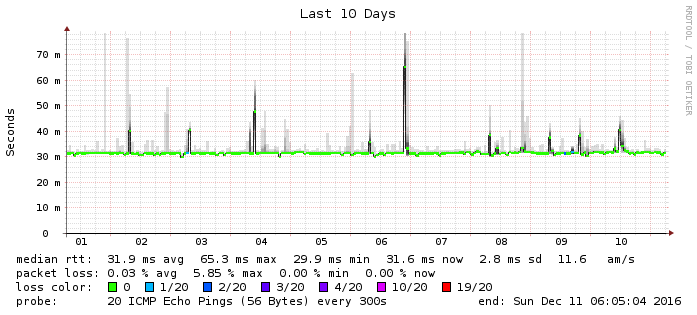 Last 10 Days
RRDTOOL / TOBI OETIKER
Seconds
70 m
60 m
50 m
40 m
30 m
20 m
10 m
0
01 02 03 04 05 06 07 08 09 10
median rtt: 31.9 ms avg 65.3 ms max 29.9 ms min 31.6 ms now 2.8 ms sd 11.6 am/s
packet loss: 0.03 % avg 5.85 % max 0.00 % min 0.00 % now
loss color: 0 1/20 2/20 3/20 4/20 10/20 19/20
probe: 20 ICMP Echo Pings (56 Bytes) every 300s end: Sun Dec 11 06:05:04 2016